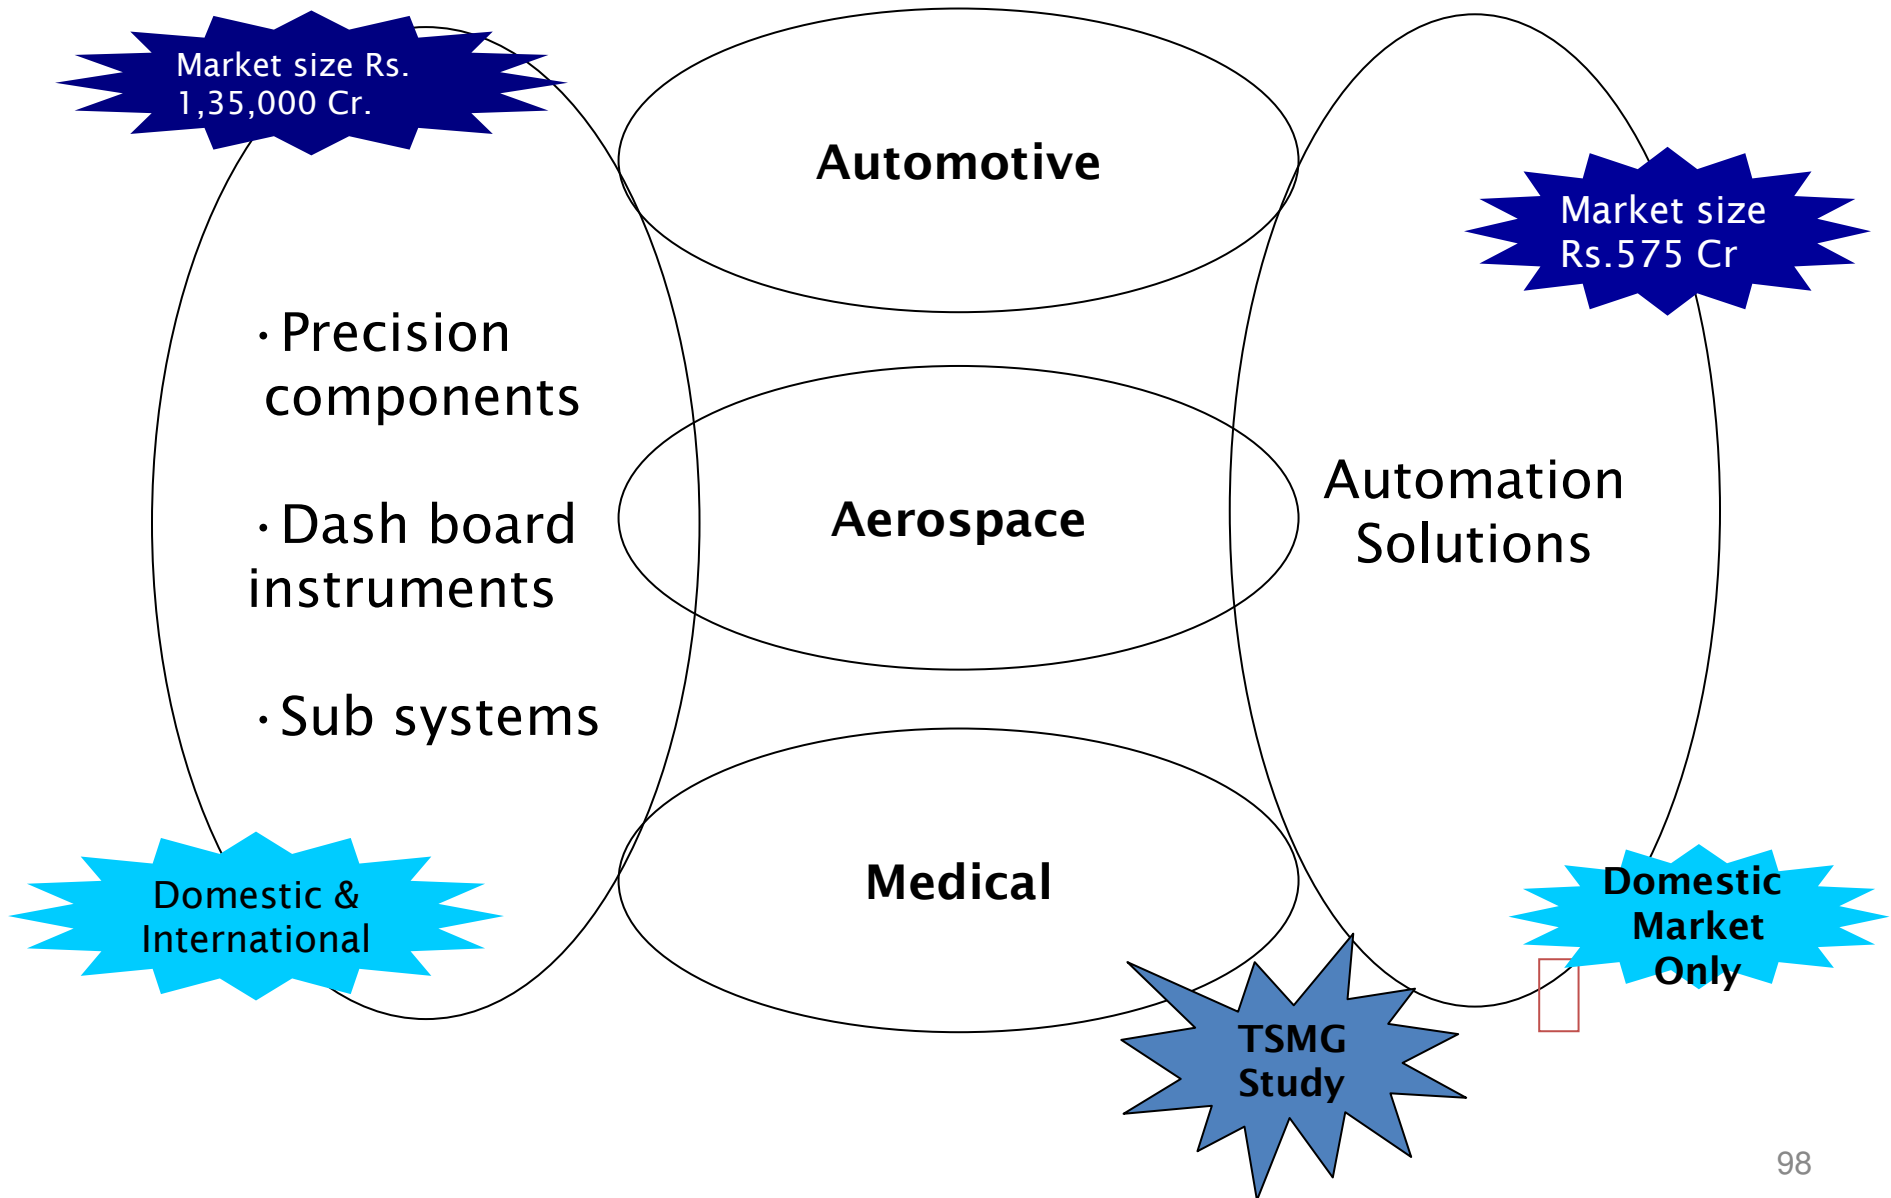 Market size Rs.
1,35,000 Cr.
Automotive
Market size
Rs.575 Cr
·Precision
components
·Dash board
instruments
·Sub systems
Aerospace
Automation
Solutions
Medical
Domestic &
International
Domestic
Market
Only
TSMG
Study
98